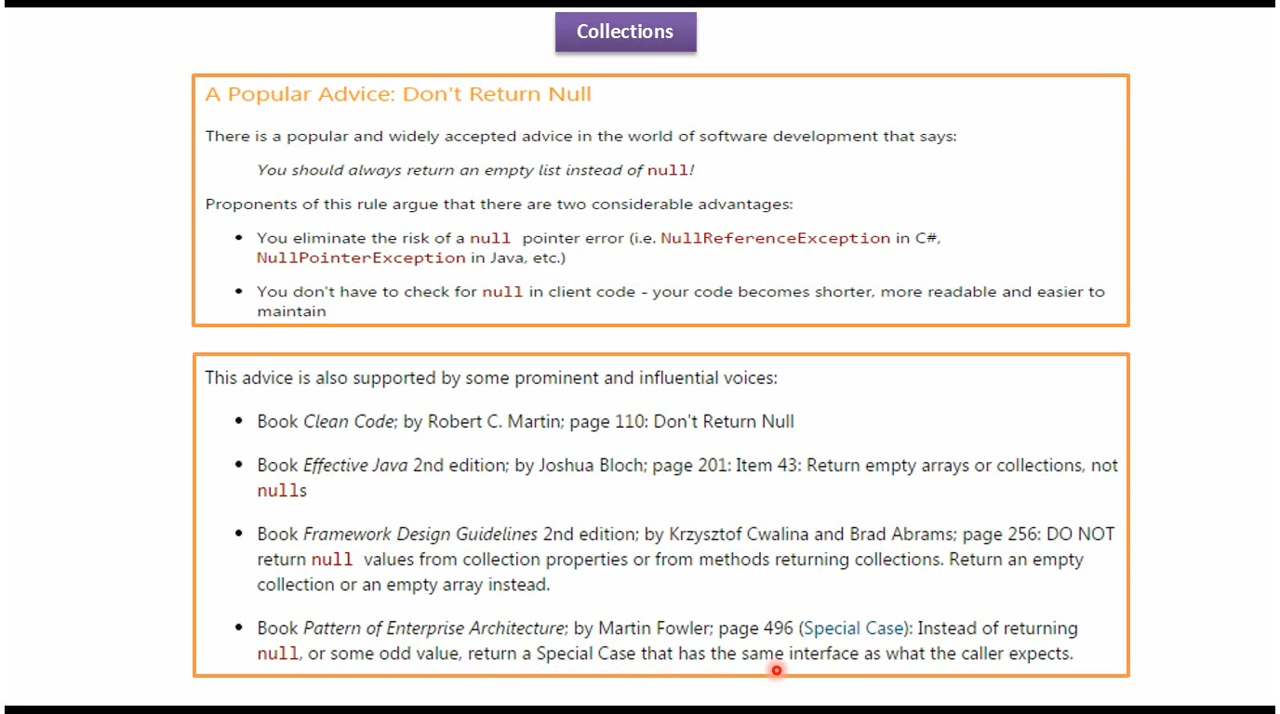 Collections
A Popular Advice: Don't Return Null
There is a popular and widely accepted advice in the world of software development that says:
You should always return an empty list instead of null!
Proponents of this rule argue that there are two considerable advantages:
• You eliminate the risk of a null pointer error (i.e. NullReferenceException in C#,
NullPointerException in Java, etc.)
• You don't have to check for null in client code - your code becomes shorter, more readable and easier to
maintain
This advice is also supported by some prominent and influential voices:
• Book Clean Code; by Robert C. Martin; page 110: Don't Return Null
• Book Effective Java 2nd edition; by Joshua Bloch; page 201: Item 43: Return empty arrays or collections, not
nulls
• Book Framework Design Guidelines 2nd edition; by Krzysztof Cwalina and Brad Abrams; page 256: DO NOT
return null values from collection properties or from methods returning collections. Return an empty
collection or an empty array instead.
• Book Pattern of Enterprise Architecture; by Martin Fowler; page 496 (Special Case): Instead of returning
null, or some odd value, return a Special Case that has the same interface as what the caller expects.